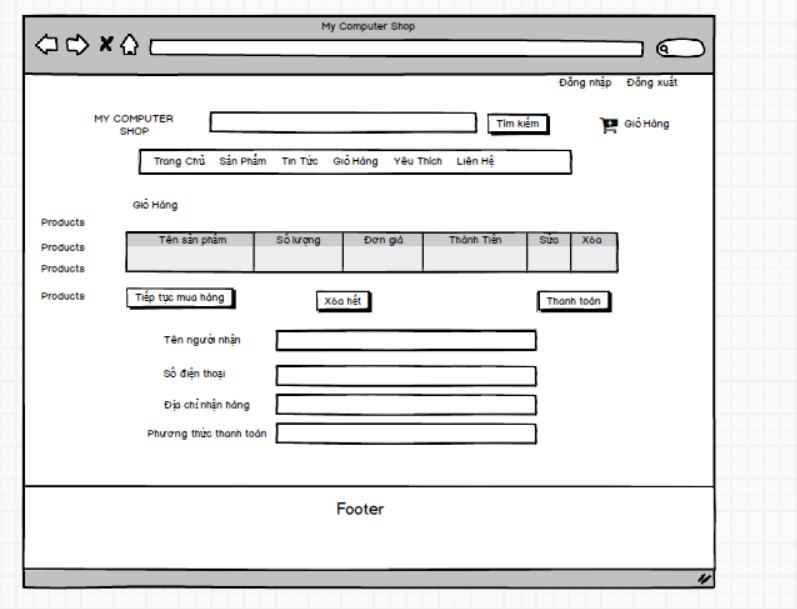 My Computer Shop
Đăng nhập Đăng xuất
MY COMPUTER
SHOP
Tìm kiếm
Giỏ Hàng
Trang Chủ Sản Phẩm Tin Tức Giỏ Hàng Yêu Thích Liên Hệ
Giỏ Hàng
Products
Products
Products
Products
Tên sản phẩm Số lượng Đơn giá Thành Tiền Sửa Xóa
Tiếp tục mua hàng Xóa hết Thanh toán
Tên người nhận
Số điện thoại
Địa chỉ nhận hàng
Phương thức thanh toán
Footer